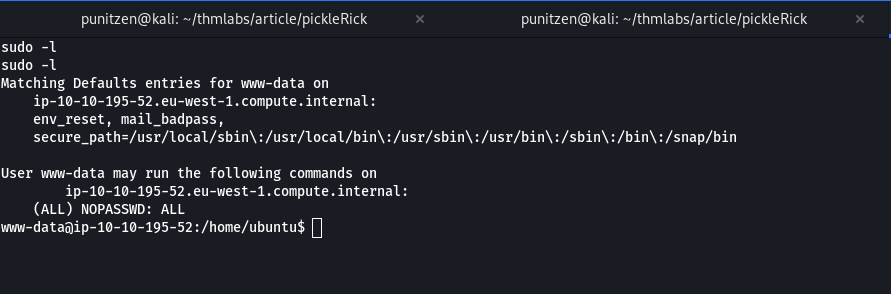 punitzen@kali: ~/thmlabs/article/pickleRick × punitzen@kali: ~/thmlabs/article/pickleRick ×
sudo -l
sudo -l
Matching Defaults entries for www-data on
    ip-10-10-195-52.eu-west-1.compute.internal:
    env_reset, mail_badpass,
    secure_path=/usr/local/sbin\:/usr/local/bin\:/usr/sbin\:/usr/bin\:/sbin\:/bin\:/snap/bin

User www-data may run the following commands on
        ip-10-10-195-52.eu-west-1.compute.internal:
    (ALL) NOPASSWD: ALL
www-data@ip-10-10-195-52:/home/ubuntu$